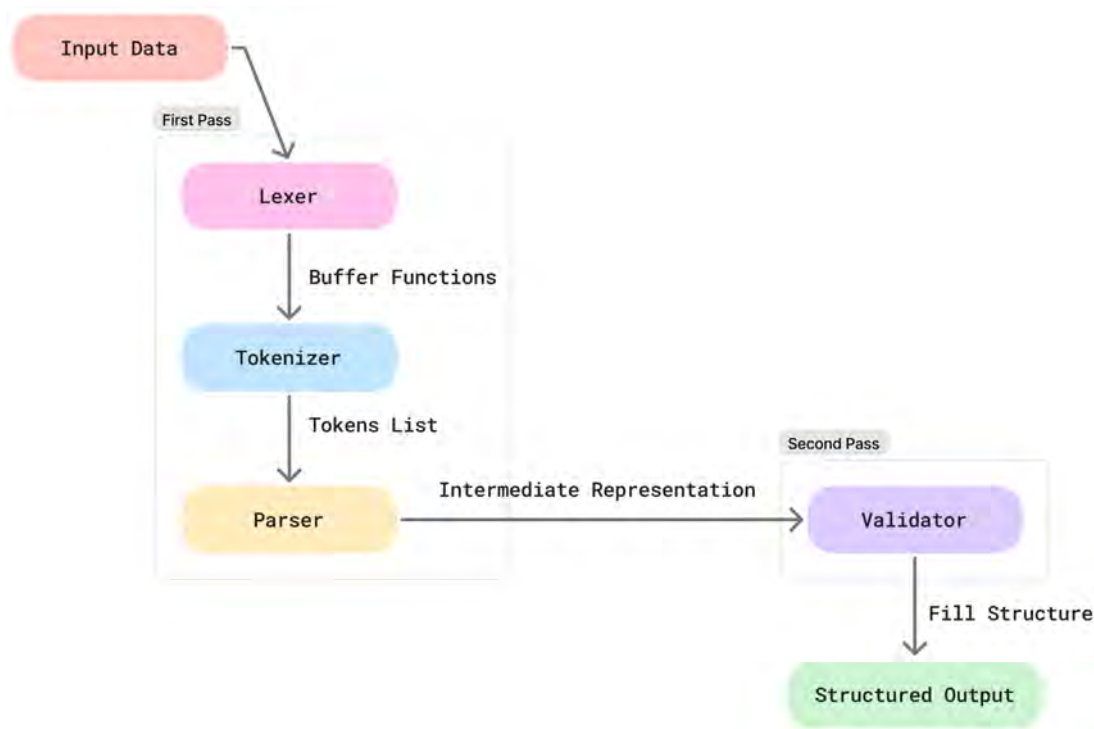 Input Data
First Pass
Lexer
Buffer Functions
Tokenizer
Tokens List
Second Pass
Intermediate Representation
Parser
Validator
Fill Structure
Structured Output